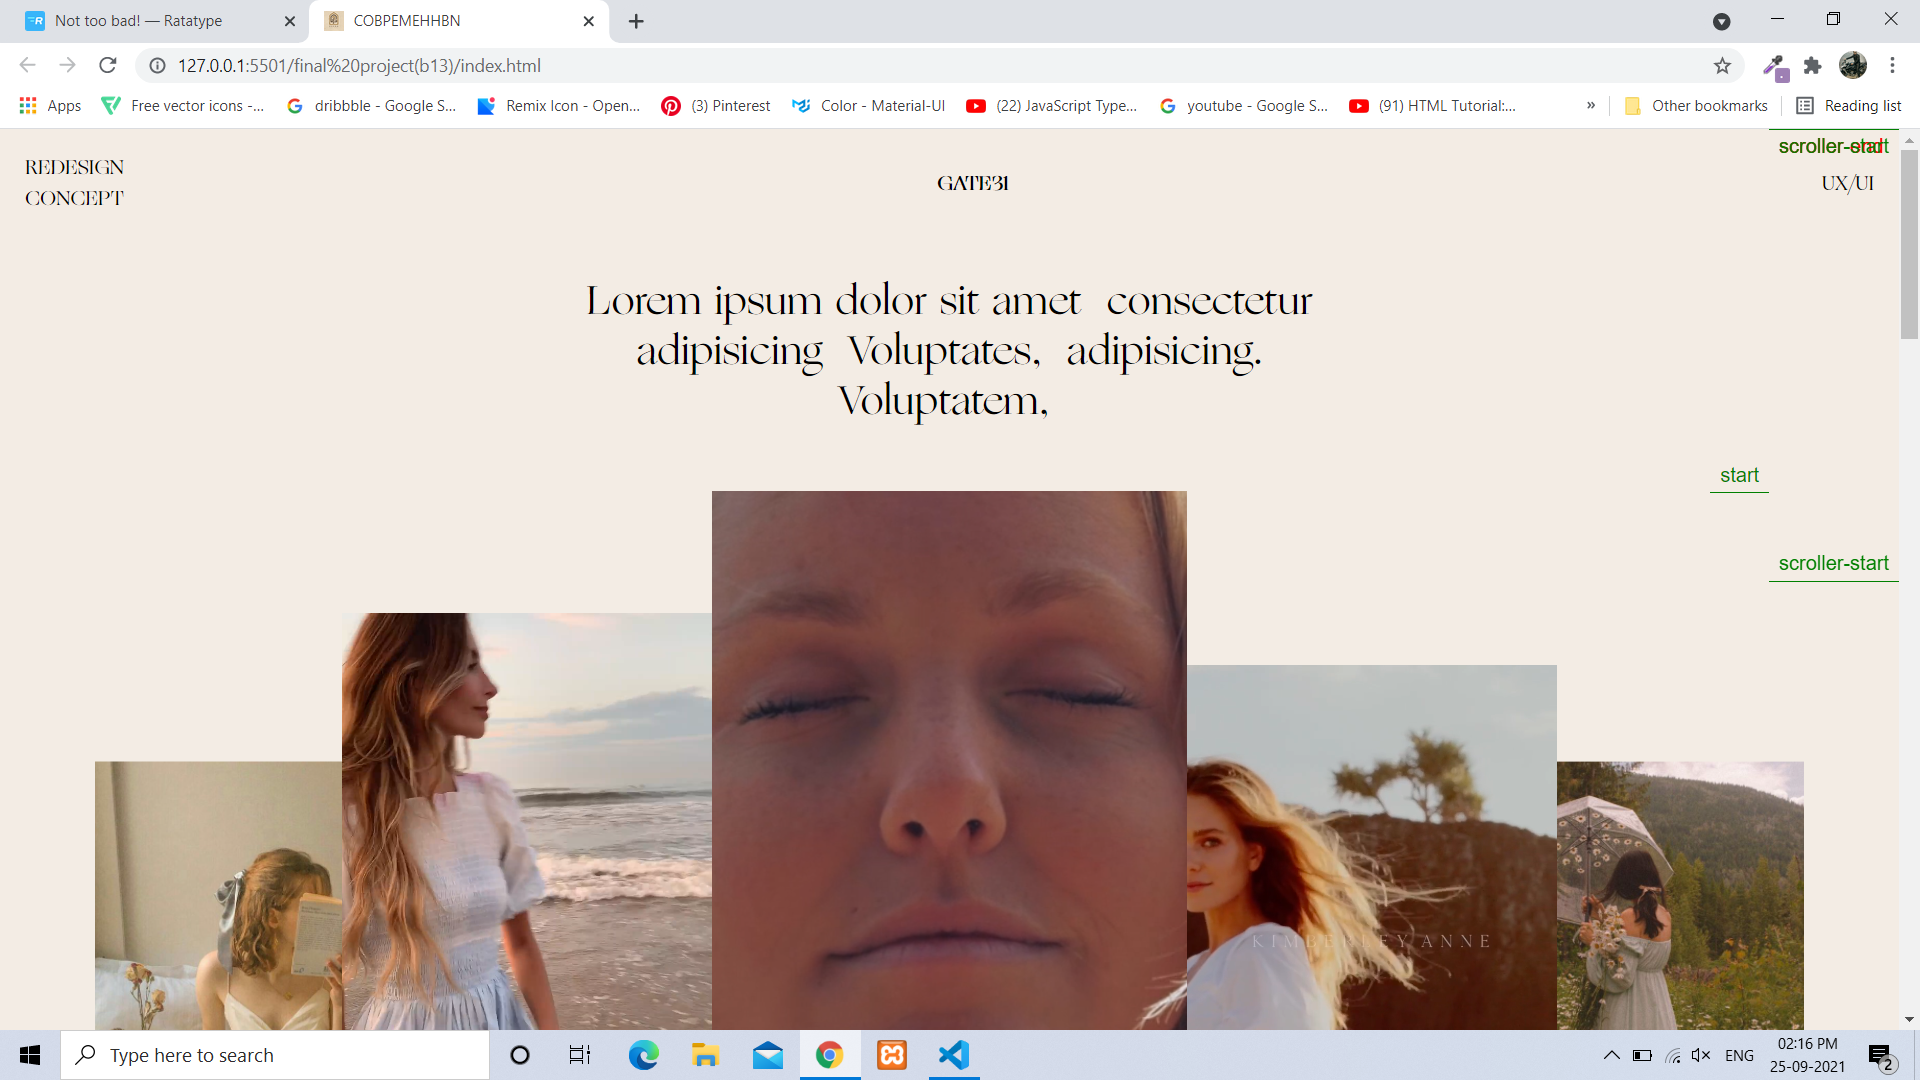 Not too bad! — Ratatype
COBPEMEHHBN
127.0.0.1:5501/final%20project(b13)/index.html
Apps
Free vector icons -...
dribbble - Google S...
Remix Icon - Open...
(3) Pinterest
Color - Material-UI
(22) JavaScript Type...
youtube - Google S...
(91) HTML Tutorial:...
»
Other bookmarks
Reading list
scroller-end
scroller-start
REDESIGN
CONCEPT
GATE31
UX/UI
Lorem ipsum dolor sit amet consectetur
adipisicing Voluptates, adipisicing.
Voluptatem,
start
scroller-start
KIMBERLEY ANNE
Type here to search
ENG
02:16 PM
25-09-2021
2